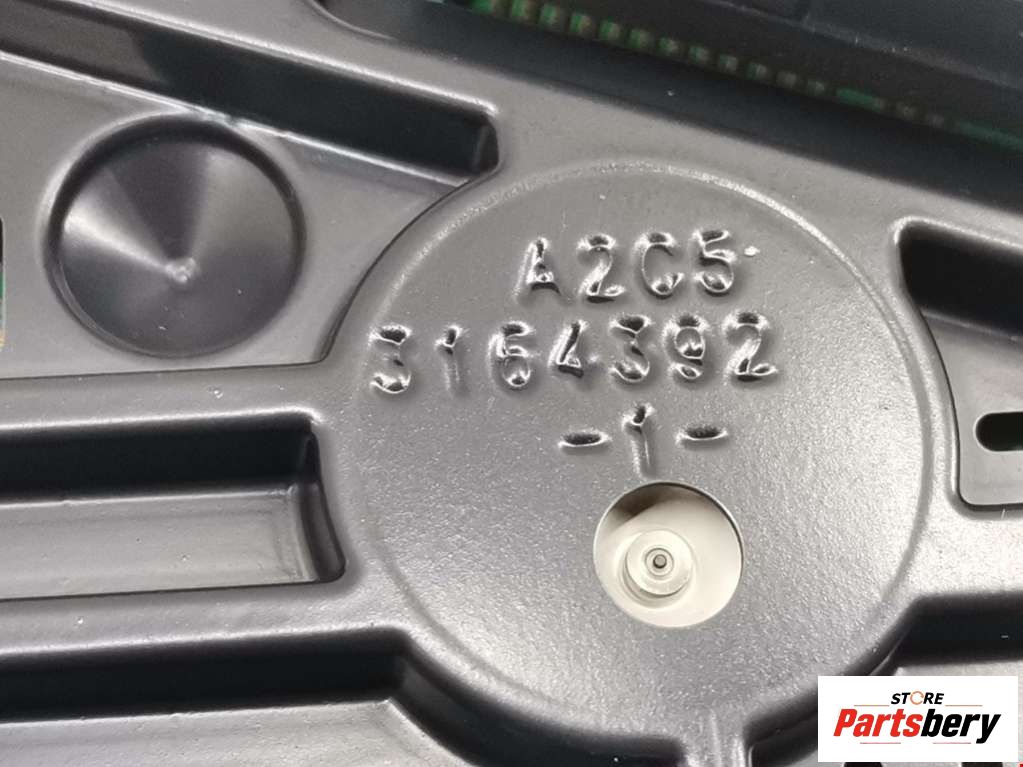 A2C5
3164392
-1-
STORE
Partsbery